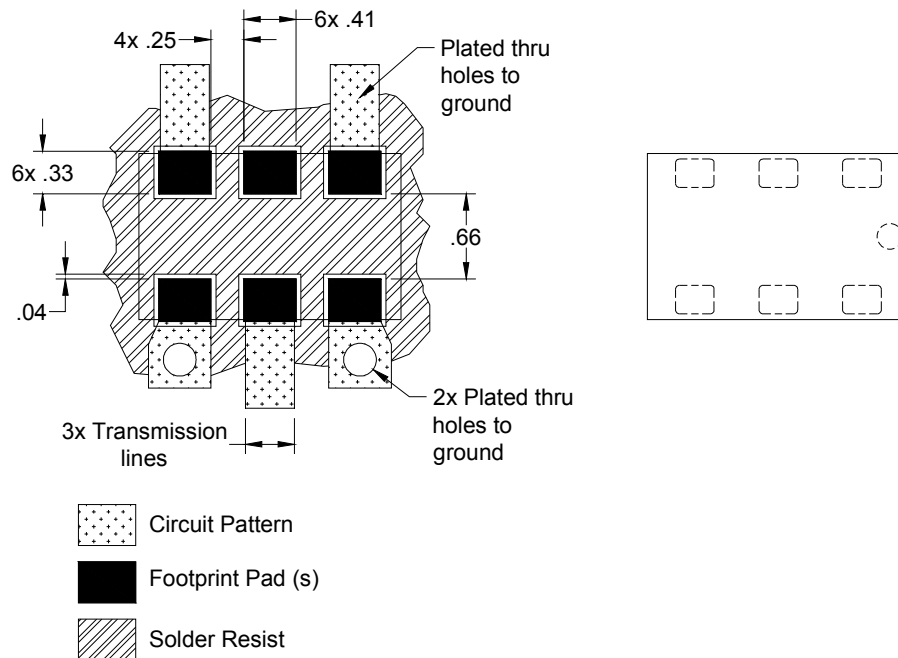 6x .41
4x .25
Plated thru
holes to
ground
6x .33
.66
.04
2x Plated thru
holes to
ground
3x Transmission
lines
Circuit Pattern
Footprint Pad (s)
Solder Resist